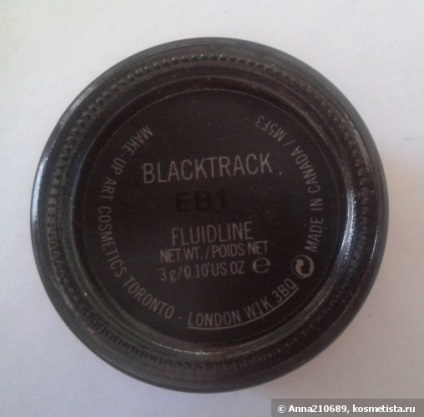 BLACKTRACK
EB1
FLUIDLINE
NET WT./POIDS NET
3 g/0.10 US OZ e
MAKE-UP ART COSMETICS TORONTO · LONDON W1K 3BQ
MADE IN CANADA / M5F3
© Anna210689, kosmetista.ru